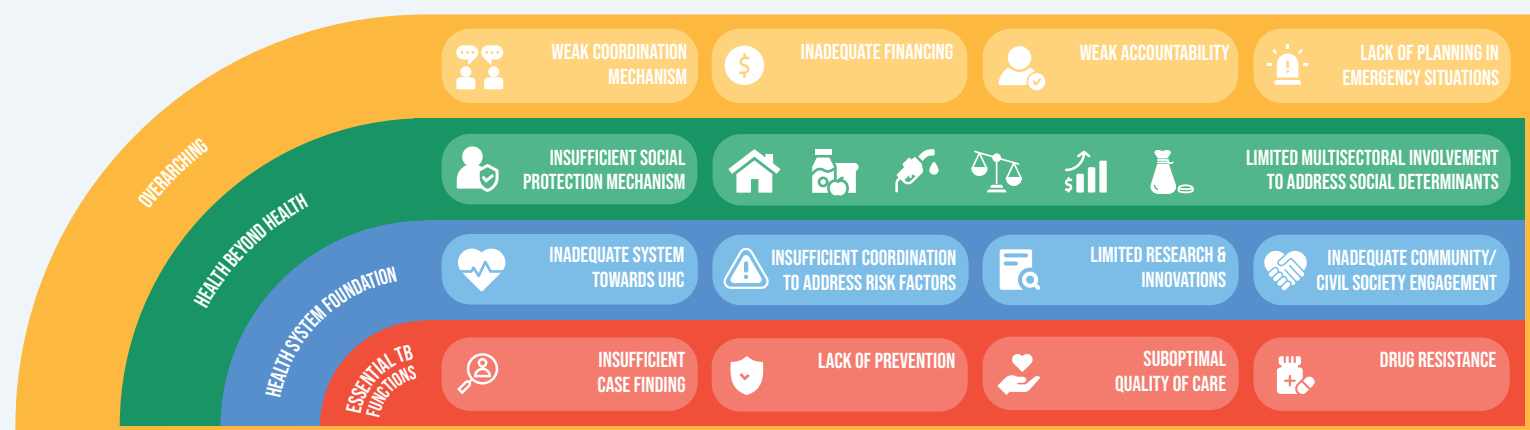 OVERARCHING
WEAK COORDINATION
MECHANISM
INADEQUATE FINANCING
WEAK ACCOUNTABILITY
LACK OF PLANNING IN
EMERGENCY SITUATIONS
HEALTH BEYOND HEALTH
INSUFFICIENT SOCIAL
PROTECTION MECHANISM
$
LIMITED MULTISECTORAL INVOLVEMENT
TO ADDRESS SOCIAL DETERMINANTS
HEALTH SYSTEM FOUNDATION
INADEQUATE SYSTEM
TOWARDS UHC
INSUFFICIENT COORDINATION
TO ADDRESS RISK FACTORS
LIMITED RESEARCH &
INNOVATIONS
INADEQUATE COMMUNITY/
CIVIL SOCIETY ENGAGEMENT
ESSENTIAL TB
FUNCTIONS
INSUFFICIENT
CASE FINDING
LACK OF PREVENTION
SUBOPTIMAL
QUALITY OF CARE
DRUG RESISTANCE